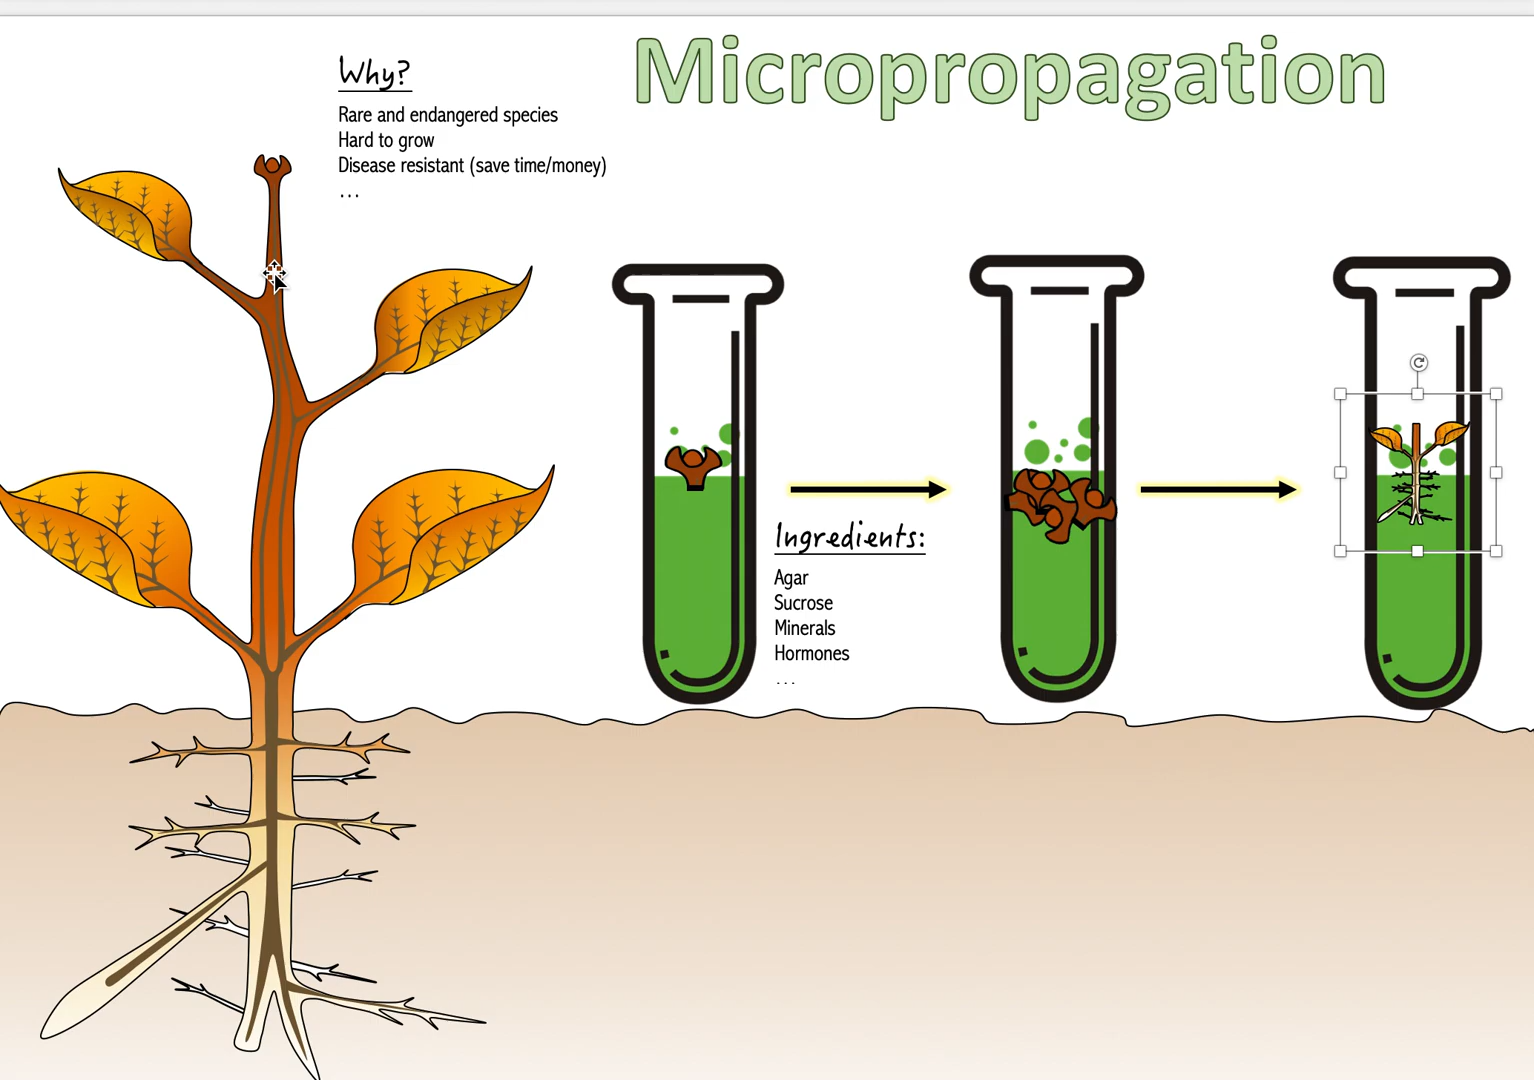 Micropropagation
Why?
Rare and endangered species
Hard to grow
Disease resistant (save time/money)
...
Ingredients:
Agar
Sucrose
Minerals
Hormones
...